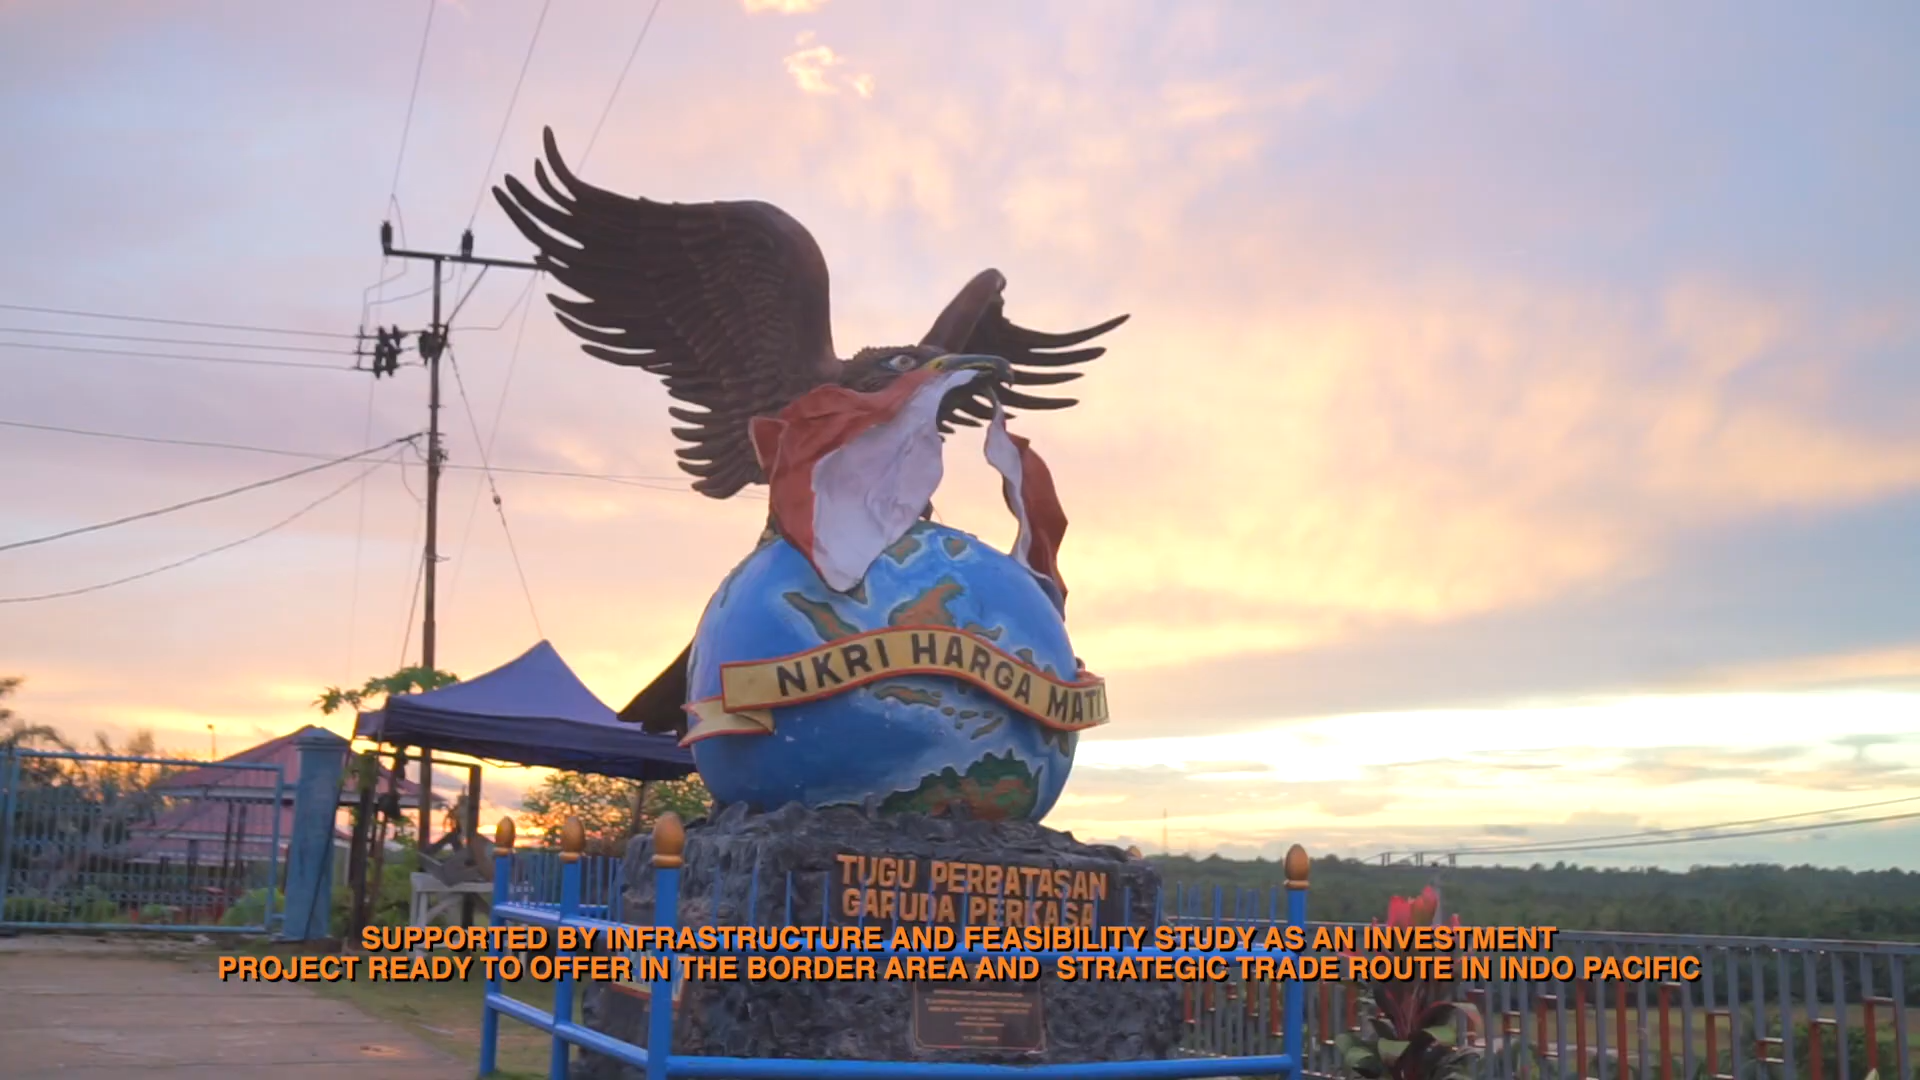 NKRI HARGA MATI
TUGU PERBATASAN
GARUDA PERKASA
SUPPORTED BY INFRASTRUCTURE AND FEASIBILITY STUDY AS AN INVESTMENT
PROJECT READY TO OFFER IN THE BORDER AREA AND STRATEGIC TRADE ROUTE IN INDO PACIFIC